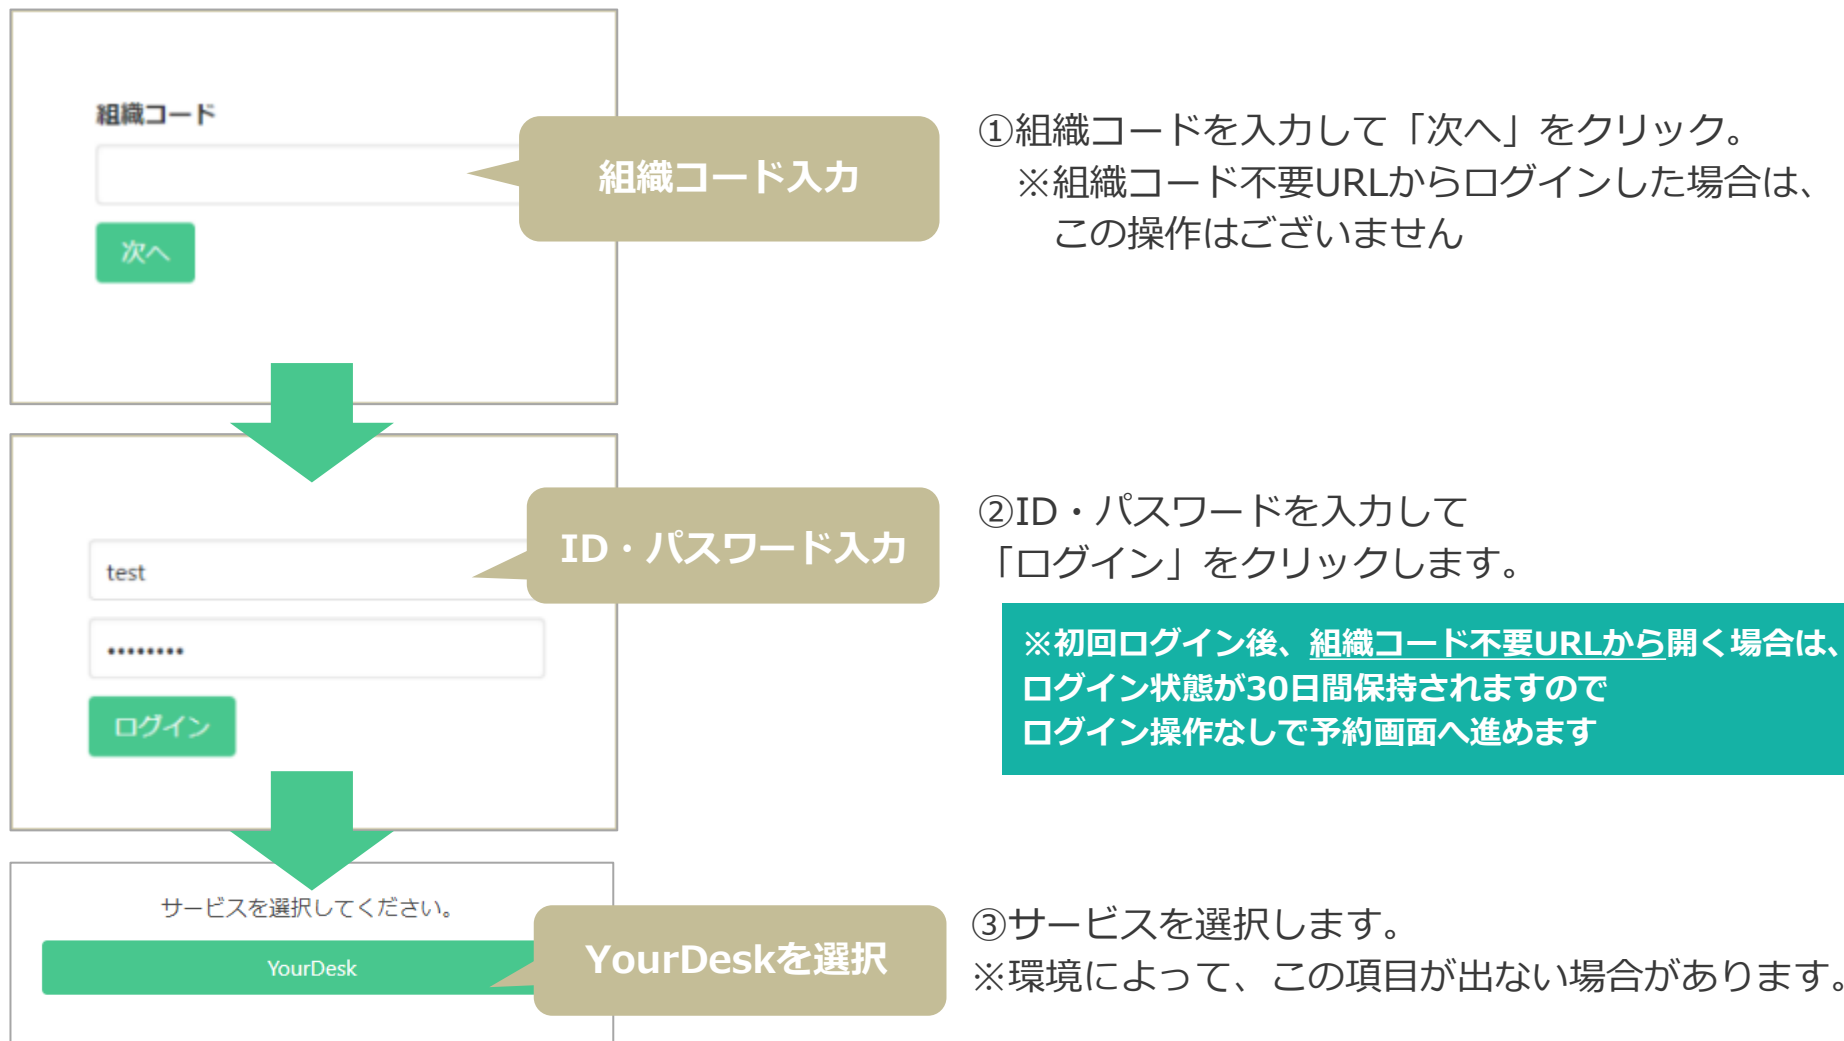 組織コード
次へ
組織コード入力
①組織コードを入力して「次へ」をクリック。
※組織コード不要URLからログインした場合は、
この操作はございません
test
••••••••
ログイン
ID・パスワード入力
②ID・パスワードを入力して
「ログイン」をクリックします。
※初回ログイン後、組織コード不要URLから開く場合は、
ログイン状態が30日間保持されますので
ログイン操作なしで予約画面へ進めます
サービスを選択してください。
YourDesk
YourDeskを選択
③サービスを選択します。
※環境によって、この項目が出ない場合があります。